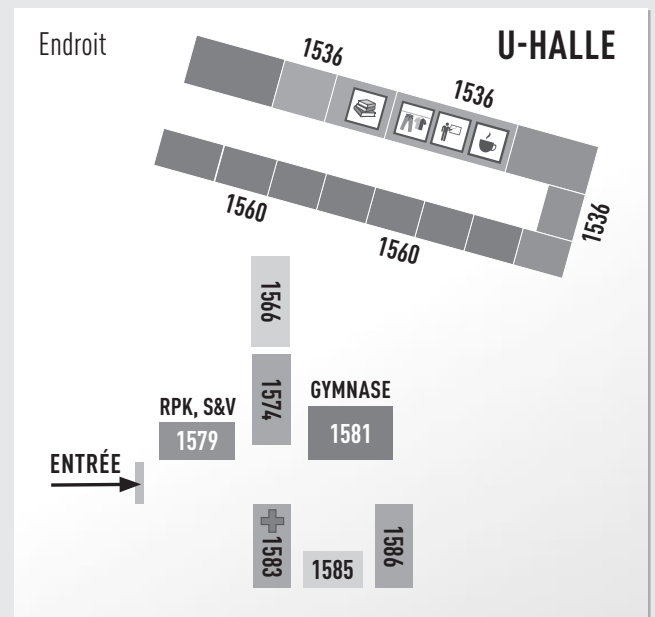 Endroit
U-HALLE
1536
1536
1536
1560
1560
1566
1574
GYMNASE
1581
RPK, S&V
1579
ENTRÉE
1583
1585
1586